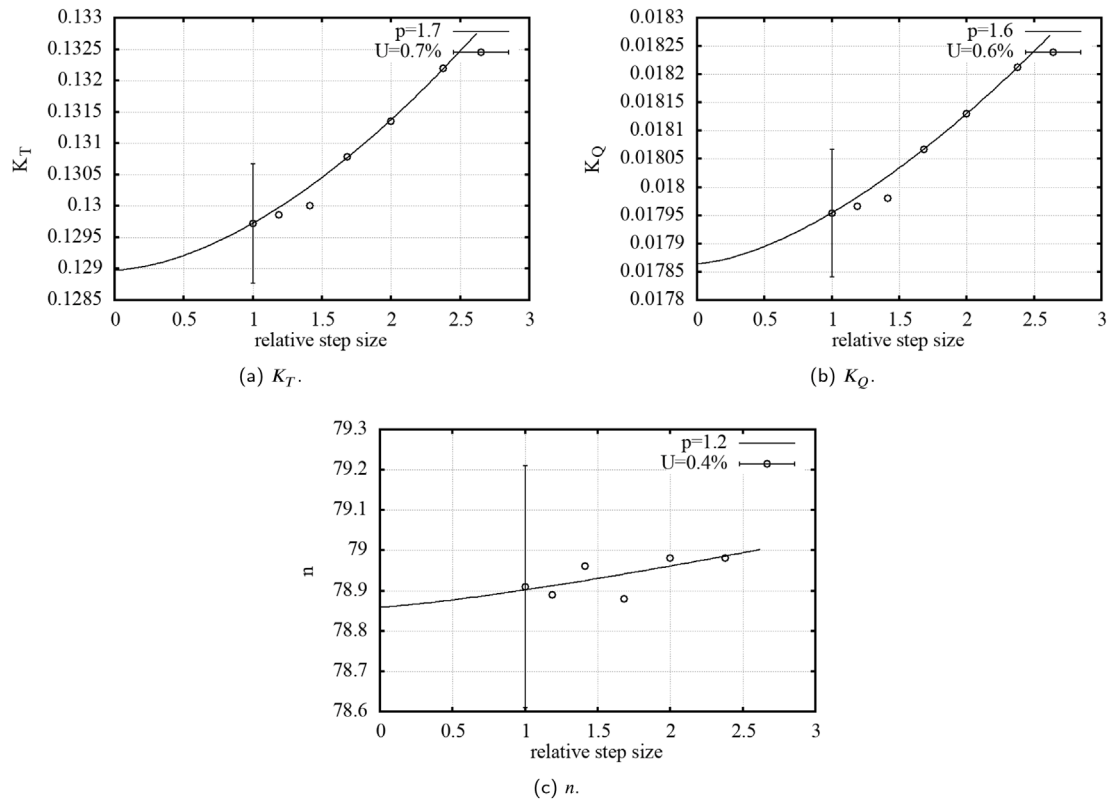 0.133
0.1325
0.132
0.1315
0.131
0.1305
0.13
0.1295
0.129
0.1285
K_T
p=1.7
U=0.7%
0 0.5 1 1.5 2 2.5 3
relative step size
(a) K_T.
0.0183
0.01825
0.0182
0.01815
0.0181
0.01805
0.018
0.01795
0.0179
0.01785
0.0178
K_Q
p=1.6
U=0.6%
0 0.5 1 1.5 2 2.5 3
relative step size
(b) K_Q.
79.3
79.2
79.1
79
78.9
78.8
78.7
78.6
n
p=1.2
U=0.4%
0 0.5 1 1.5 2 2.5 3
relative step size
(c) n.